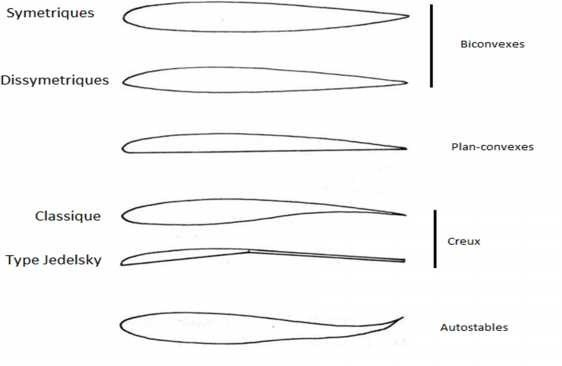 Symetriques
Biconvexes
Dissymetriques
Plan-convexes
Classique
Creux
Type Jedelsky
Autostables